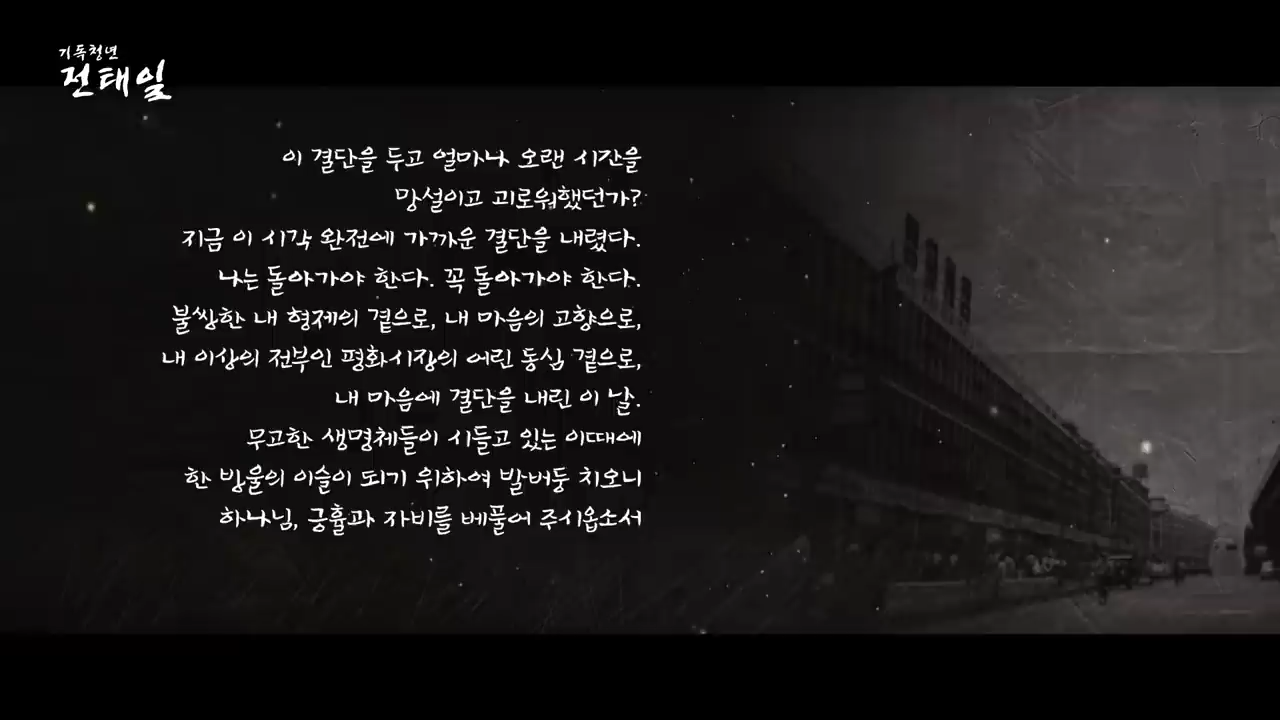 기독청년
전태일
이 결단을 두고 얼마나 오랜 시간을
망설이고 괴로워했던가?
지금 이 시각 완전에 가까운 결단을 내렸다.
나는 돌아가야 한다. 꼭 돌아가야 한다.
불쌍한 내 형제의 곁으로, 내 마음의 고향으로,
내 이상의 전부인 평화시장의 어린 동심 곁으로,
내 마음에 결단을 내린 이 날.
무고한 생명체들이 시들고 있는 이때에
한 방울의 이슬이 되기 위하여 발버둥 치오니
하나님, 긍휼과 자비를 베풀어 주시옵소서